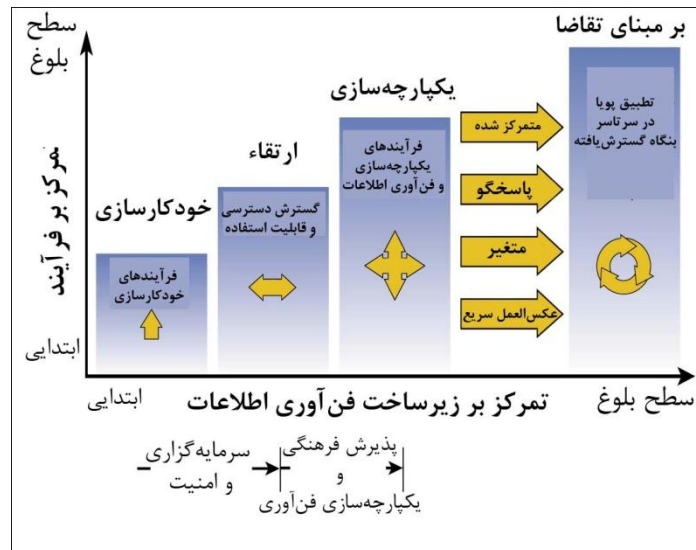 سطح
بلوغ
بر مبنای تقاضا
یکپارچه‌سازی
ارتقاء
خودکارسازی
تمرکز بر فرآیند
تطبیق پویا
در سرتاسر
بنگاه گسترش‌یافته
متمرکز شده
پاسخگو
متغیر
عکس‌العمل سریع
فرآیندهای
یکپارچه‌سازی
و فن‌آوری اطلاعات
گسترش دسترسی
و قابلیت استفاده
فرآیندهای
خودکارسازی
ابتدایی
ابتدایی
تمرکز بر زیرساخت فن‌آوری اطلاعات
سطح بلوغ
سرمایه‌گزاری
و امنیت
پذیرش فرهنگی
و
یکپارچه‌سازی فن‌آوری